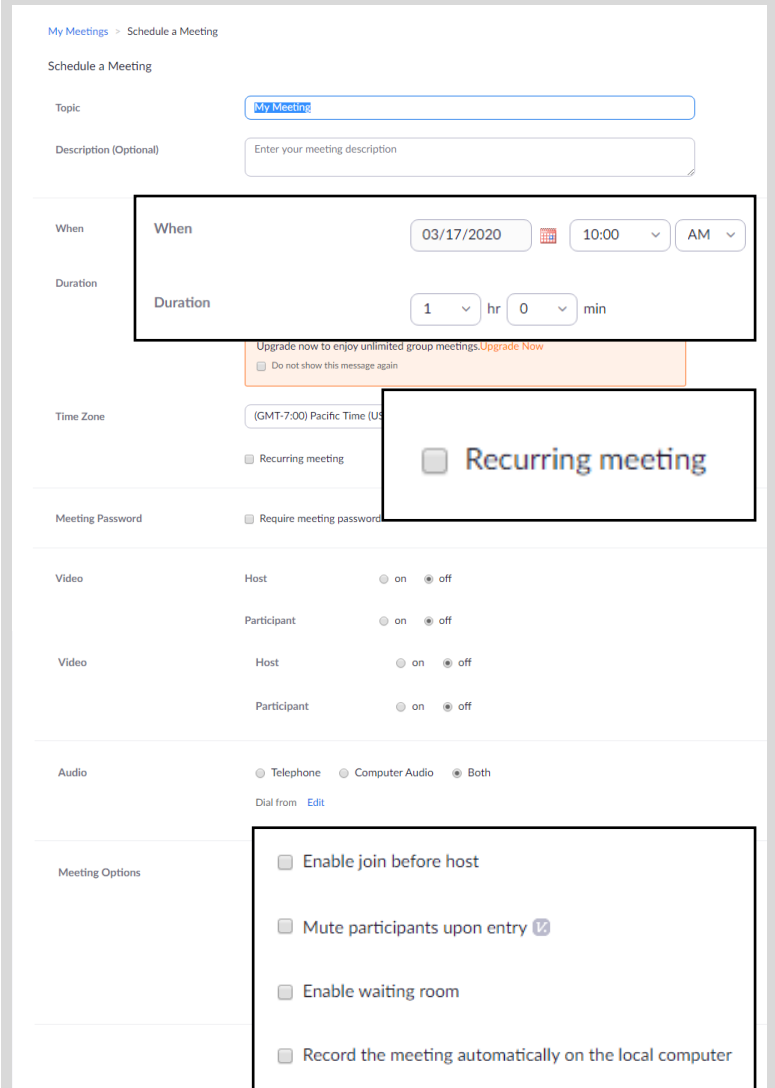 My Meetings > Schedule a Meeting
Schedule a Meeting
Topic My Meeting
Description (Optional) Enter your meeting description
When When 03/17/2020 10:00 AM
Duration Duration 1 hr 0 min
Upgrade now to enjoy unlimited group meetings.Upgrade Now
Do not show this message again
Time Zone (GMT-7:00) Pacific Time (US
Recurring meeting Recurring meeting
Meeting Password Require meeting password
Video Host on off
Participant on off
Video Host on off
Participant on off
Audio Telephone Computer Audio Both
Dial from Edit
Meeting Options Enable join before host
Mute participants upon entry
Enable waiting room
Record the meeting automatically on the local computer